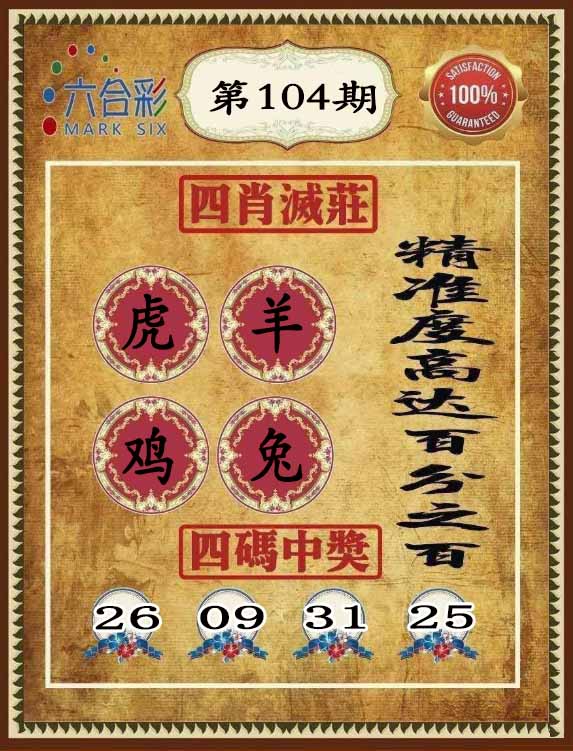 六合彩
MARK SIX
第104期
SATISFACTION
100%
GUARANTEED
四肖滅莊
虎
羊
鸡
兔
精准度高达百分之百
四碼中獎
26 09 31 25